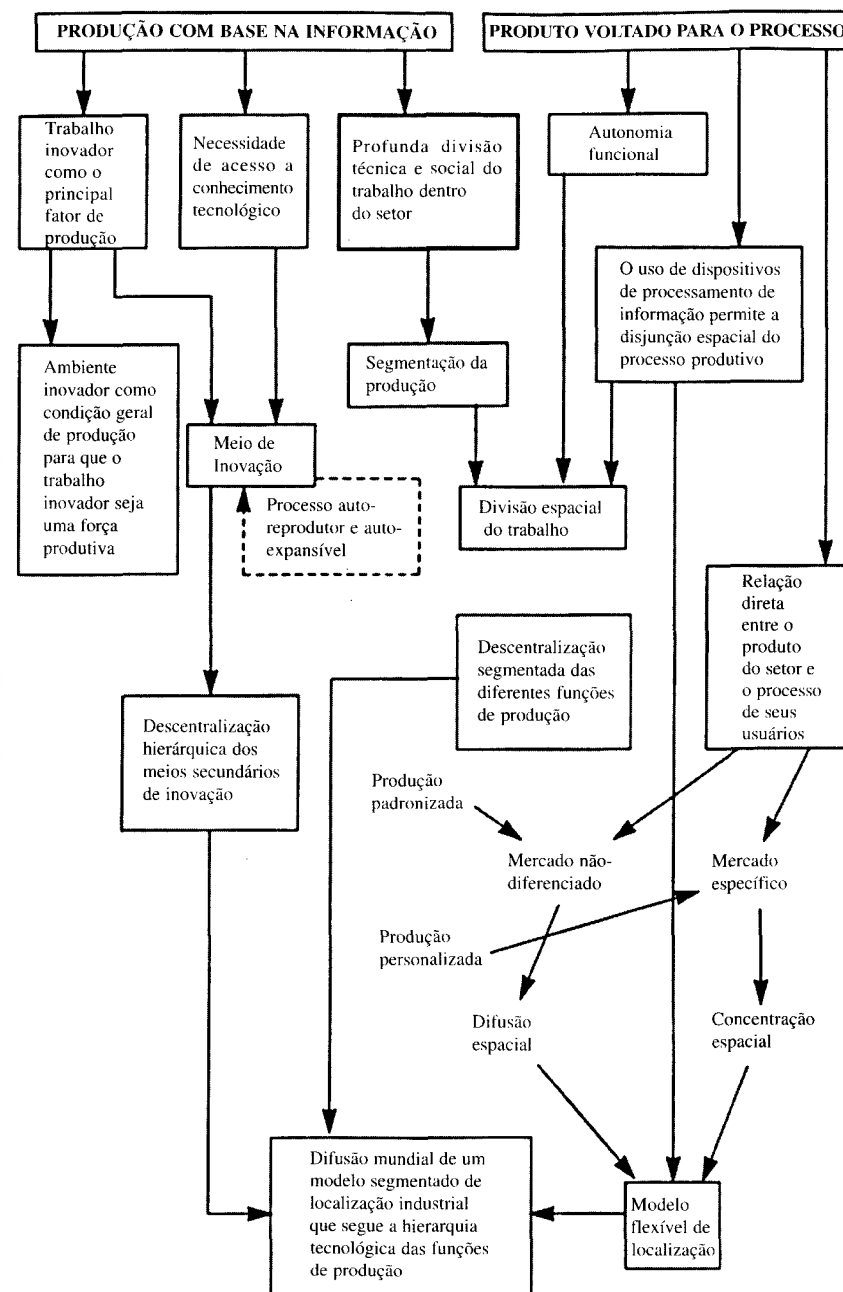 PRODUÇÃO COM BASE NA INFORMAÇÃO
PRODUTO VOLTADO PARA O PROCESSO
Trabalho
inovador
como o
principal
fator de
produção
Necessidade
de acesso a
conhecimento
tecnológico
Profunda divisão
técnica e social do
trabalho dentro
do setor
Autonomia
funcional
O uso de dispositivos
de processamento de
informação permite a
disjunção espacial do
processo produtivo
Ambiente
inovador como
condição geral
de produção
para que o
trabalho
inovador seja
uma força
produtiva
Segmentação da
produção
Meio de
Inovação
Processo auto-
reprodutor e auto-
expansível
Divisão espacial
do trabalho
Relação
direta
entre o
produto
do setor e
o processo
de seus
usuários
Descentralização
segmentada das
diferentes funções
de produção
Descentralização
hierárquica dos
meios secundários
de inovação
Produção
padronizada
Mercado não-
diferenciado
Mercado
específico
Produção
personalizada
Difusão
espacial
Concentração
espacial
Difusão mundial de um
modelo segmentado de
localização industrial
que segue a hierarquia
tecnológica das funções
de produção
Modelo
flexível de
localização